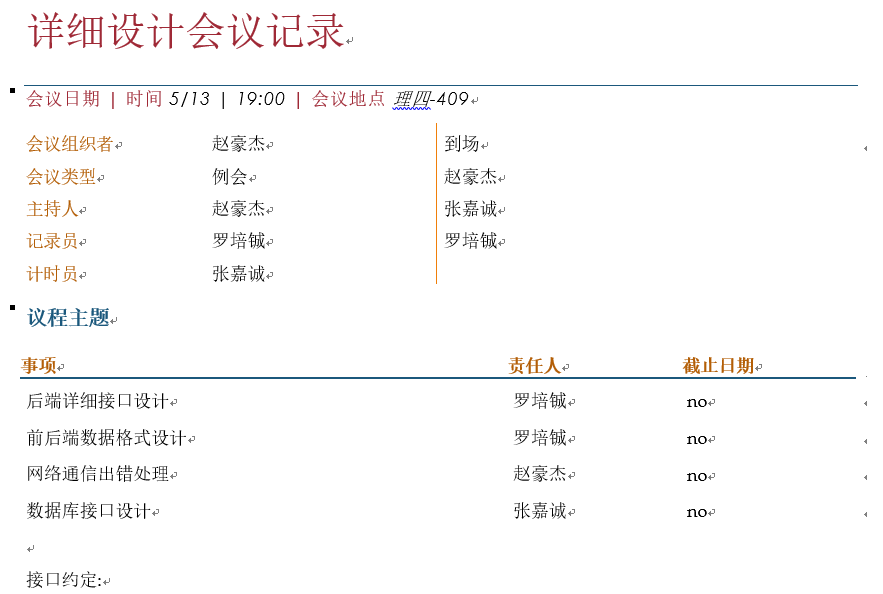 详细设计会议记录
会议日期 | 时间 5/13 | 19:00 | 会议地点 理四-409
会议组织者 赵豪杰 到场
会议类型 例会 赵豪杰
主持人 赵豪杰 张嘉诚
记录员 罗培铖 罗培铖
计时员 张嘉诚
议程主题
事项 责任人 截止日期
后端详细接口设计 罗培铖 no
前后端数据格式设计 罗培铖 no
网络通信出错处理 赵豪杰 no
数据库接口设计 张嘉诚 no
接口约定: